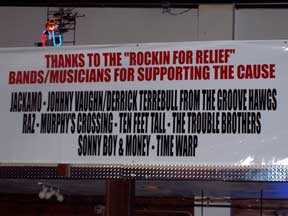 THANKS TO THE "ROCKIN FOR RELIEF"
BANDS/MUSICIANS FOR SUPPORTING THE CAUSE
JACKAMO - JOHNNY VAUGHN/DERRICK TERREBULL FROM THE GROOVE HAWGS
RAZ - MURPHY'S CROSSING - TEN FEET TALL - THE TROUBLE BROTHERS
SONNY BOY & MONEY - TIME WARP